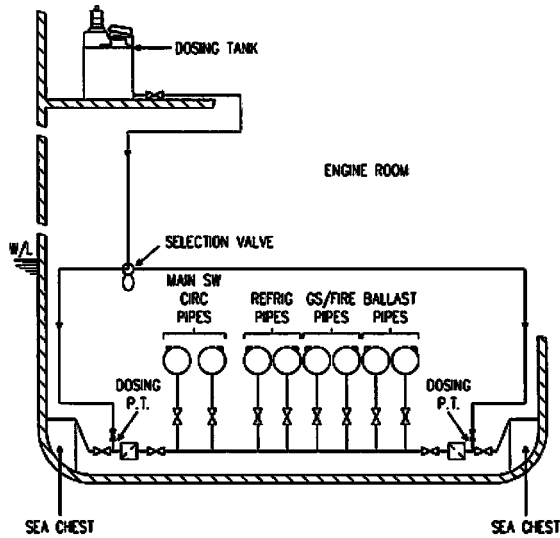 DOSING TANK
ENGINE ROOM
W/L
SELECTION VALVE
MAIN SW
CIRC
PIPES
REFRIG
PIPES
GS/FIRE
PIPES
BALLAST
PIPES
DOSING
P.T.
DOSING
P.T.
SEA CHEST
SEA CHEST